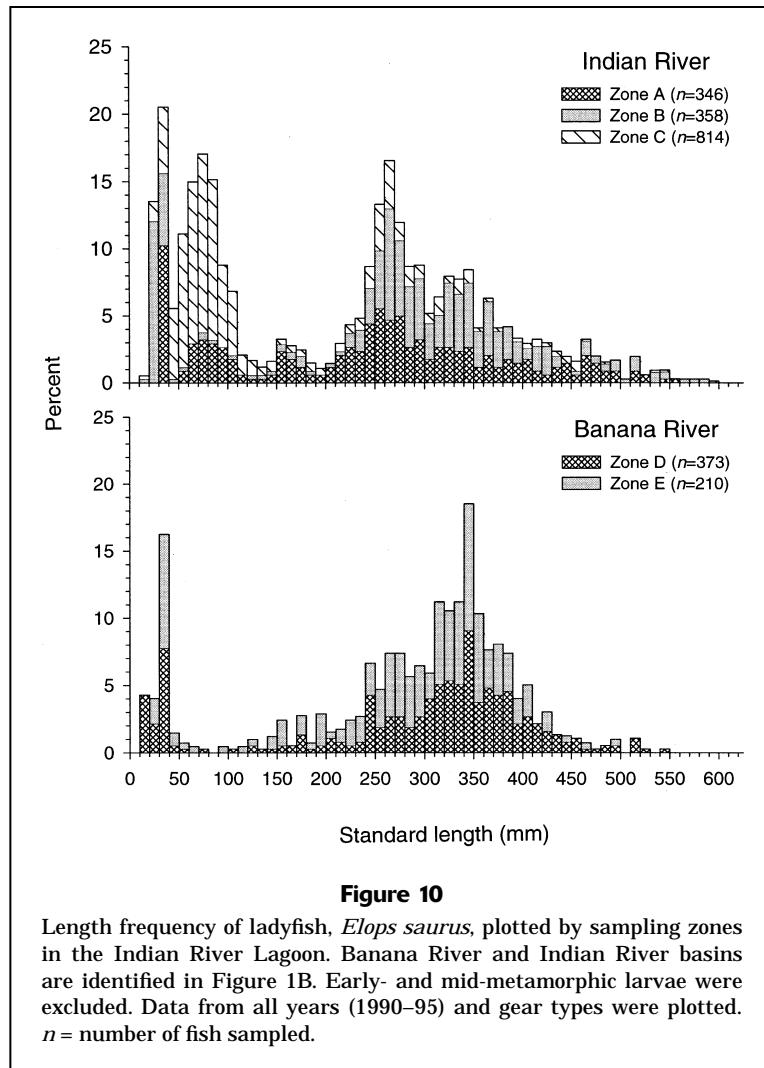 25
20
15
10
5
0
Indian River
Zone A (n=346)
Zone B (n=358)
Zone C (n=814)
Percent
25
20
15
10
5
0
Banana River
Zone D (n=373)
Zone E (n=210)
0 50 100 150 200 250 300 350 400 450 500 550 600
Standard length (mm)
Figure 10
Length frequency of ladyfish, Elops saurus, plotted by sampling zones
in the Indian River Lagoon. Banana River and Indian River basins
are identified in Figure 1B. Early- and mid-metamorphic larvae were
excluded. Data from all years (1990–95) and gear types were plotted.
n = number of fish sampled.